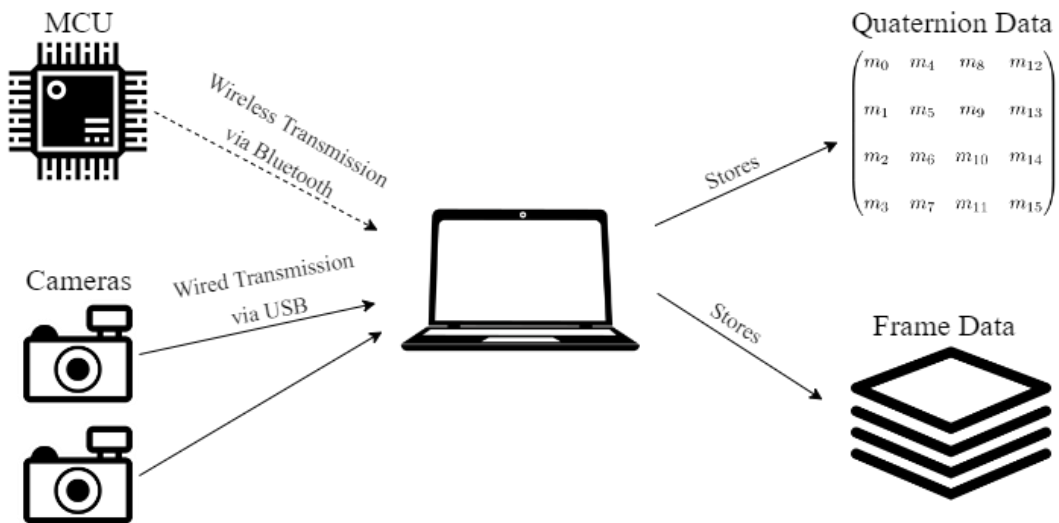 MCU
Wireless Transmission
via Bluetooth
Cameras
Wired Transmission
via USB
Stores
Quaternion Data
m0 m4 m8 m12
m1 m5 m9 m13
m2 m6 m10 m14
m3 m7 m11 m15
Stores
Frame Data